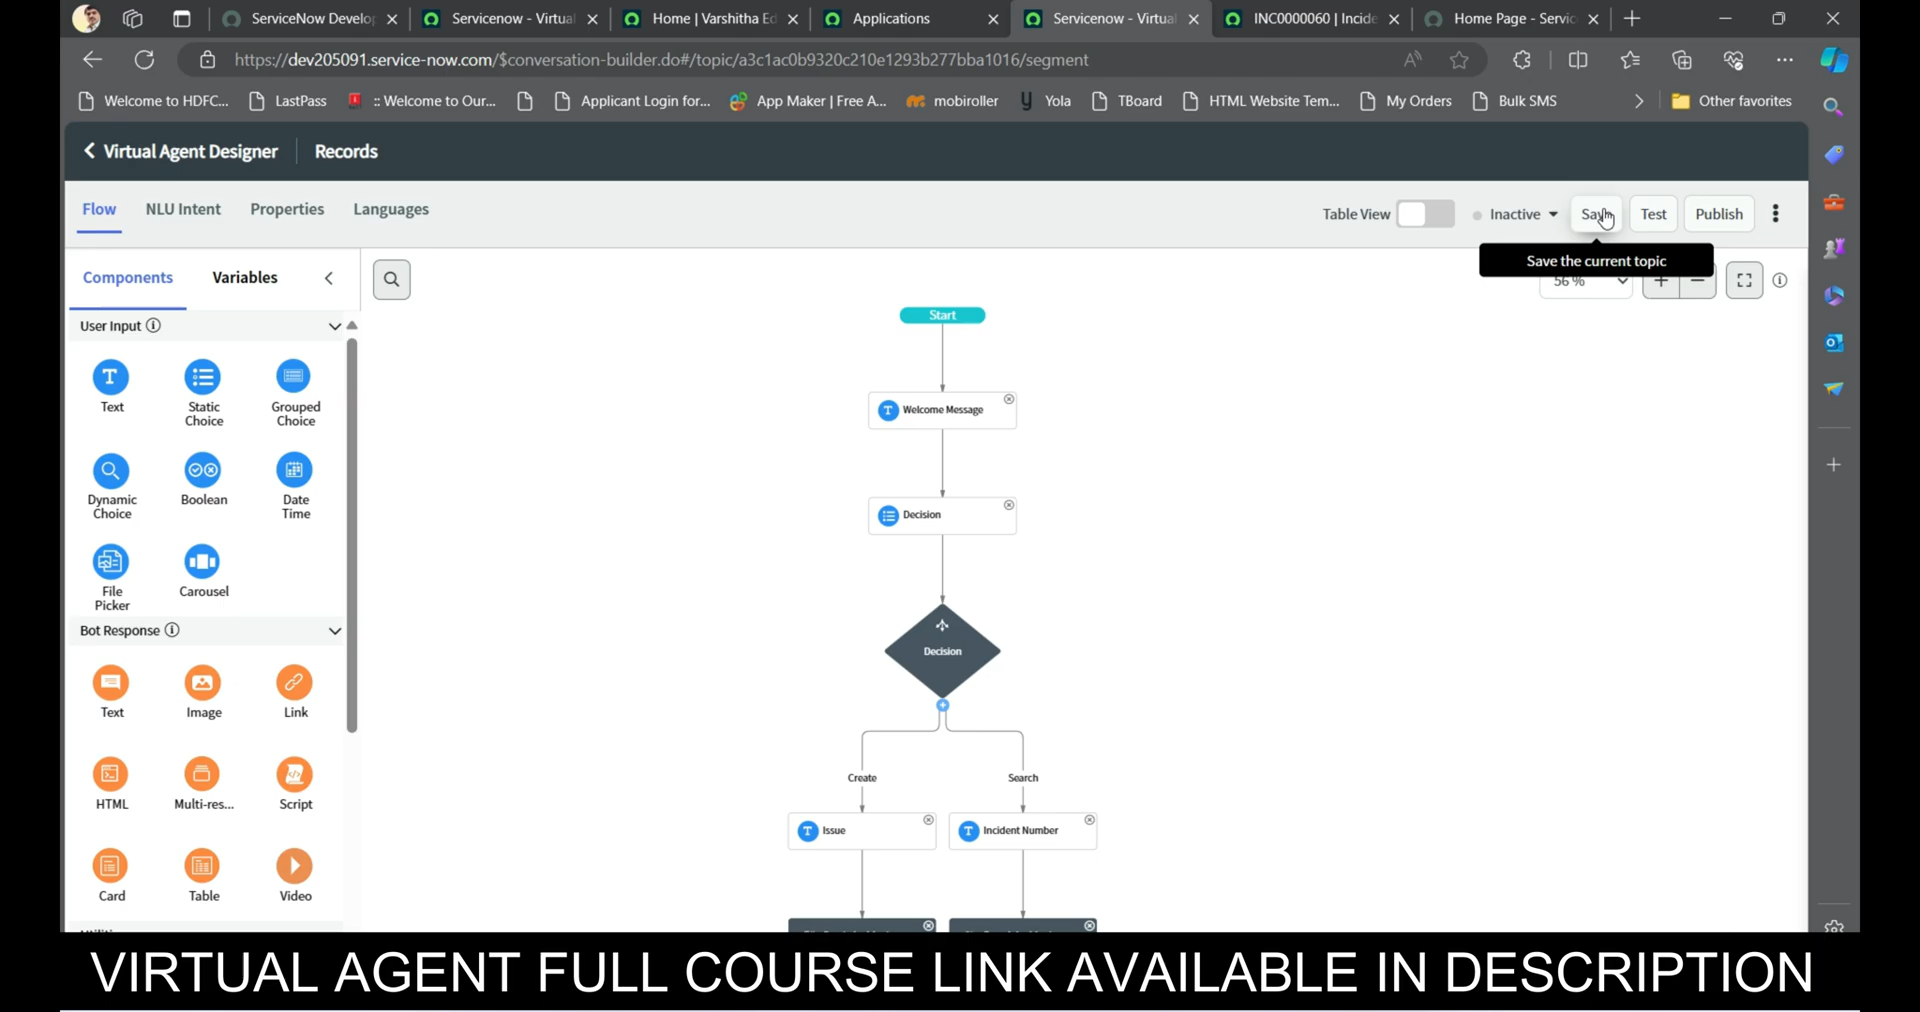 ServiceNow Develop
Servicenow - Virtual
Home | Varshitha Ed
Applications
Servicenow - Virtual
INC0000060 | Incide
Home Page - Servic
https://dev205091.service-now.com/$conversation-builder.do#/topic/a3c1ac0b9320c210e1293b277bba1016/segment
Welcome to HDFC...
LastPass
:: Welcome to Our...
Applicant Login for...
App Maker | Free A...
mobiroller
Yola
TBoard
HTML Website Tem...
My Orders
Bulk SMS
Other favorites
Virtual Agent Designer
Records
Flow
NLU Intent
Properties
Languages
Table View
Inactive
Save
Test
Publish
Save the current topic
56 %
Components
Variables
User Input
Text
Static
Choice
Grouped
Choice
Dynamic
Choice
Boolean
Date
Time
File
Picker
Carousel
Bot Response
Text
Image
Link
HTML
Multi-res...
Script
Card
Table
Video
Start
Welcome Message
Decision
Decision
Create
Search
Issue
Incident Number
VIRTUAL AGENT FULL COURSE LINK AVAILABLE IN DESCRIPTION